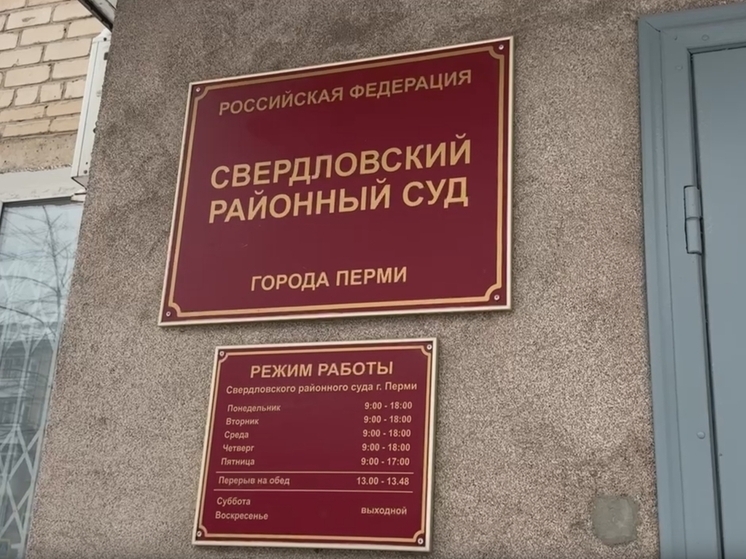 РОССИЙСКАЯ ФЕДЕРАЦИЯ
СВЕРДЛОВСКИЙ
РАЙОННЫЙ СУД
ГОРОДА ПЕРМИ
РЕЖИМ РАБОТЫ
Свердловского районного суда г. Перми
Понедельник 9:00 - 18:00
Вторник 9:00 - 18:00
Среда 9:00 - 18:00
Четверг 9:00 - 18:00
Пятница 9:00 - 17:00
Перерыв на обед 13.00 - 13.48
Суббота
Воскресенье выходной